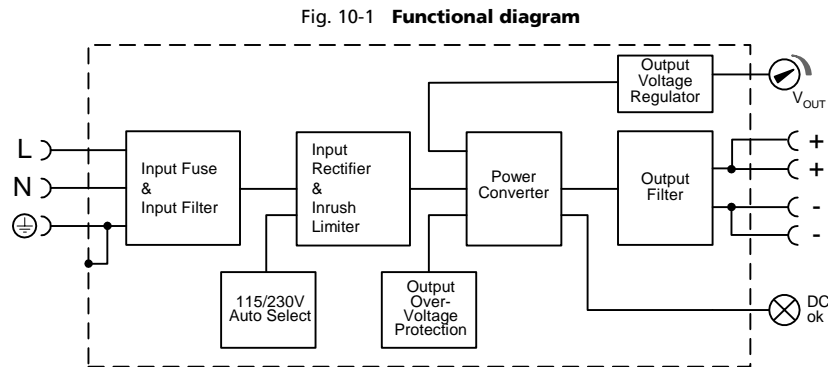 Fig. 10-1 Functional diagram
Output
Voltage
Regulator
V OUT
L
N
Input Fuse
&
Input Filter
Input
Rectifier
&
Inrush
Limiter
Power
Converter
Output
Filter
+
+
-
-
115/230V
Auto Select
Output
Over-
Voltage
Protection
DC
ok